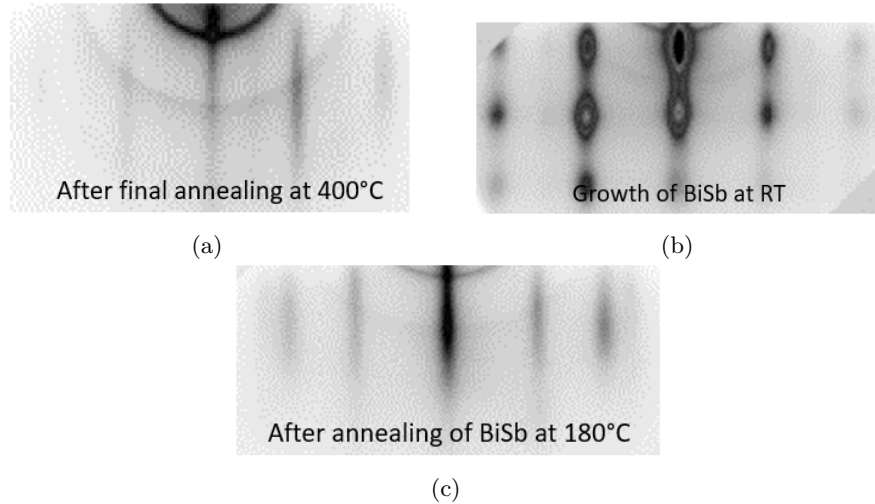 After final annealing at 400°C
Growth of BiSb at RT
(a)
(b)
After annealing of BiSb at 180°C
(c)